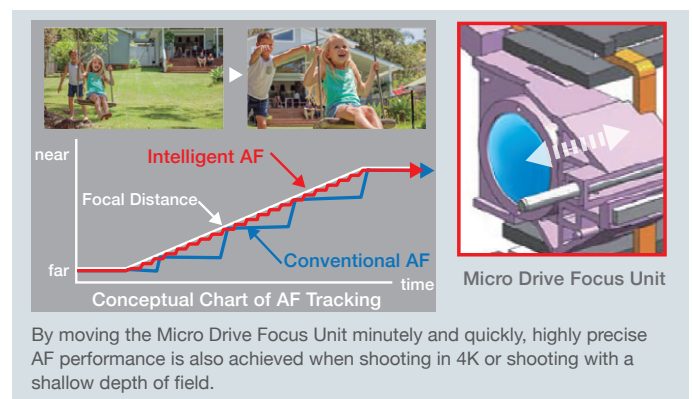 near
Intelligent AF
Focal Distance
Conventional AF
far
time
Conceptual Chart of AF Tracking
Micro Drive Focus Unit
By moving the Micro Drive Focus Unit minutely and quickly, highly precise
AF performance is also achieved when shooting in 4K or shooting with a
shallow depth of field.